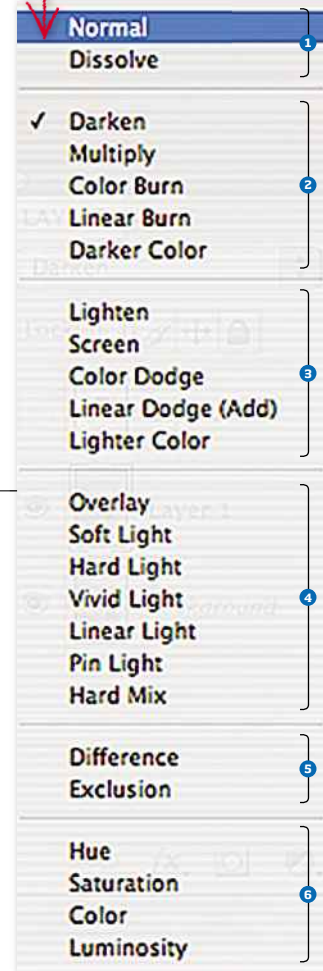 Normal
Dissolve
1
✓ Darken
Multiply
Color Burn
Linear Burn
Darker Color
2
Lighten
Screen
Color Dodge
Linear Dodge (Add)
Lighter Color
3
Overlay
Soft Light
Hard Light
Vivid Light
Linear Light
Pin Light
Hard Mix
4
Difference
Exclusion
5
Hue
Saturation
Color
Luminosity
6